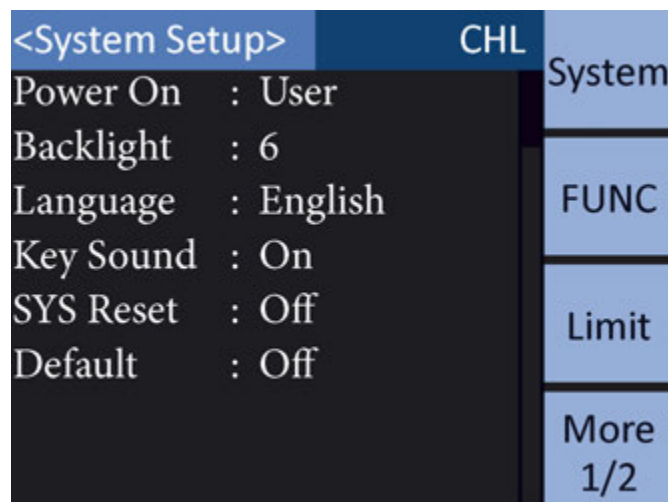 <System Setup> CHL
Power On : User
Backlight : 6
Language : English
Key Sound : On
SYS Reset : Off
Default : Off
System
FUNC
Limit
More
1/2